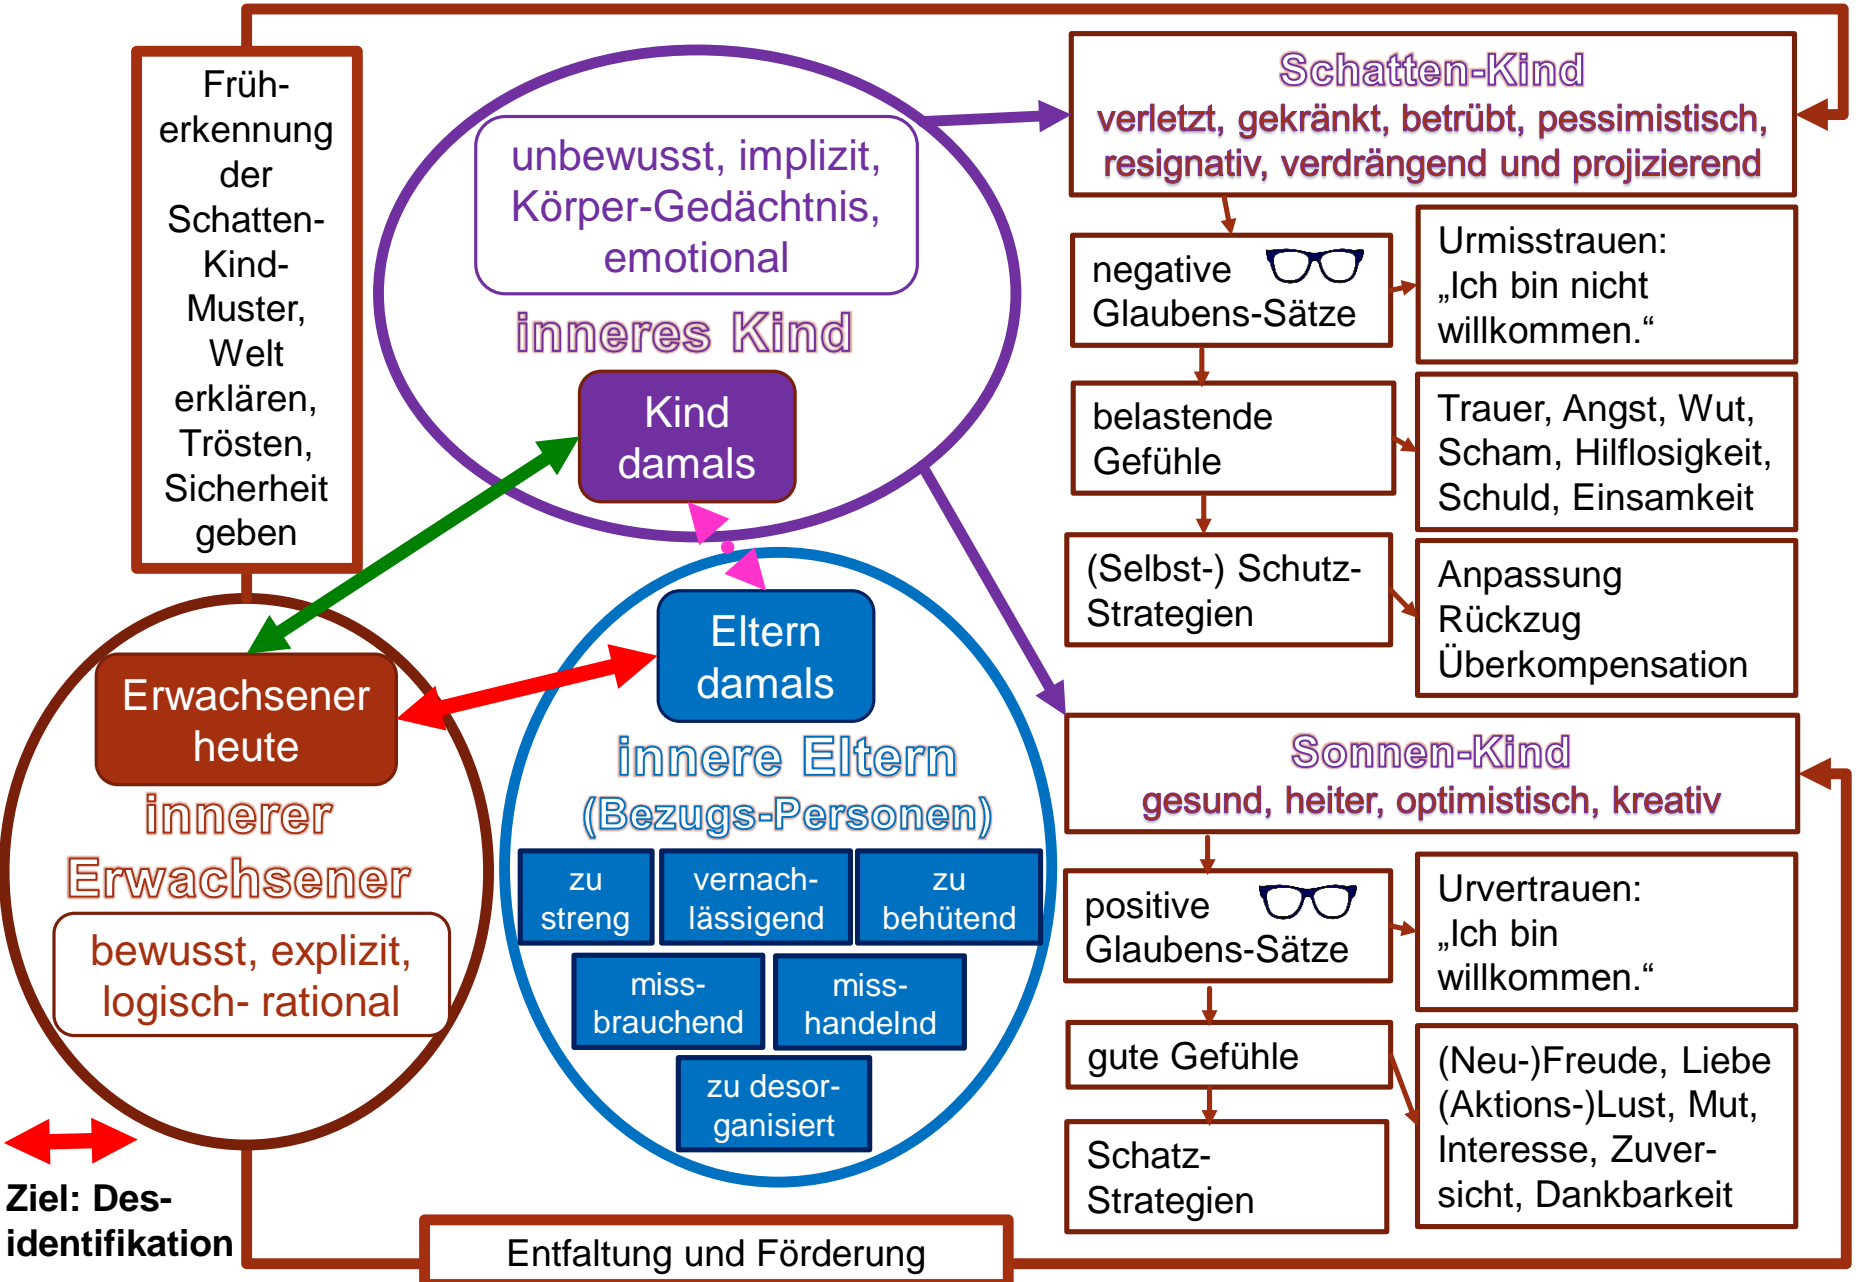 Früh-
erkennung
der
Schatten-
Kind-
Muster,
Welt
erklären,
Trösten,
Sicherheit
geben
unbewusst, implizit,
Körper-Gedächtnis,
emotional
inneres Kind
Kind
damals
Schatten-Kind
verletzt, gekränkt, betrübt, pessimistisch,
resignativ, verdrängend und projizierend
negative
Glaubens-Sätze
Urmisstrauen:
„Ich bin nicht
willkommen.“
belastende
Gefühle
Trauer, Angst, Wut,
Scham, Hilflosigkeit,
Schuld, Einsamkeit
(Selbst-) Schutz-
Strategien
Anpassung
Rückzug
Überkompensation
Erwachsener
heute
innerer
Erwachsener
bewusst, explizit,
logisch- rational
Eltern
damals
innere Eltern
(Bezugs-Personen)
zu
streng
vernach-
lässigend
zu
behütend
miss-
brauchend
miss-
handelnd
zu desor-
ganisiert
Sonnen-Kind
gesund, heiter, optimistisch, kreativ
positive
Glaubens-Sätze
Urvertrauen:
„Ich bin
willkommen.“
gute Gefühle
(Neu-)Freude, Liebe
(Aktions-)Lust, Mut,
Interesse, Zuver-
sicht, Dankbarkeit
Schatz-
Strategien
Ziel: Des-
identifikation
Entfaltung und Förderung